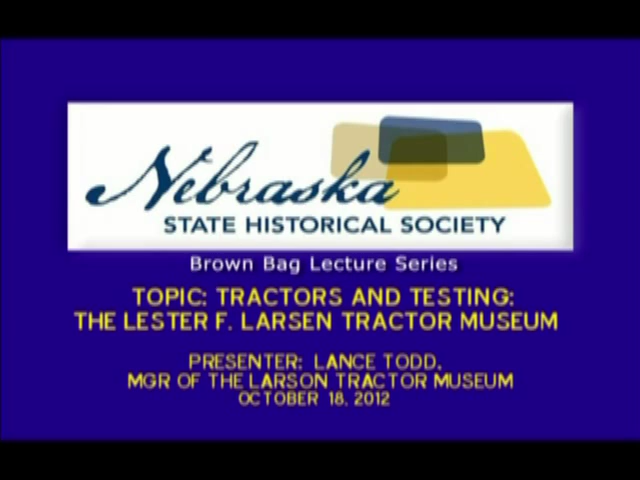 Nebraska
STATE HISTORICAL SOCIETY
Brown Bag Lecture Series
TOPIC: TRACTORS AND TESTING:
THE LESTER F. LARSEN TRACTOR MUSEUM
PRESENTER: LANCE TODD,
MGR OF THE LARSON TRACTOR MUSEUM
OCTOBER 18, 2012